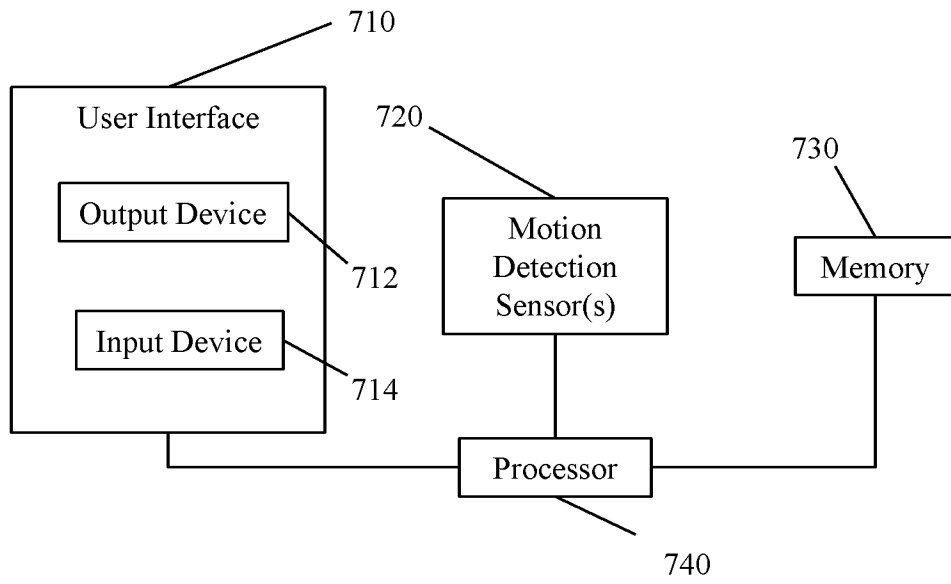 710
User Interface
720
730
Output Device
712
Motion
Detection
Sensor(s)
Memory
Input Device
714
Processor
740